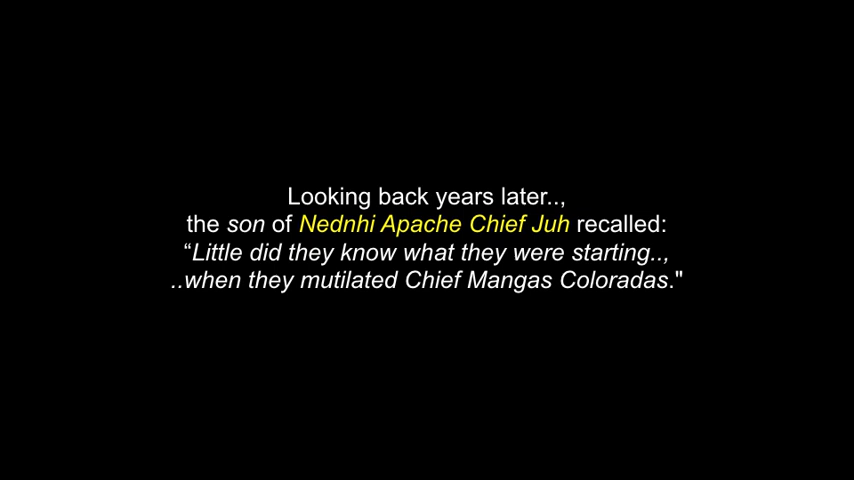 Looking back years later..,
the son of Nednhi Apache Chief Juh recalled:
“Little did they know what they were starting..,
..when they mutilated Chief Mangas Coloradas."